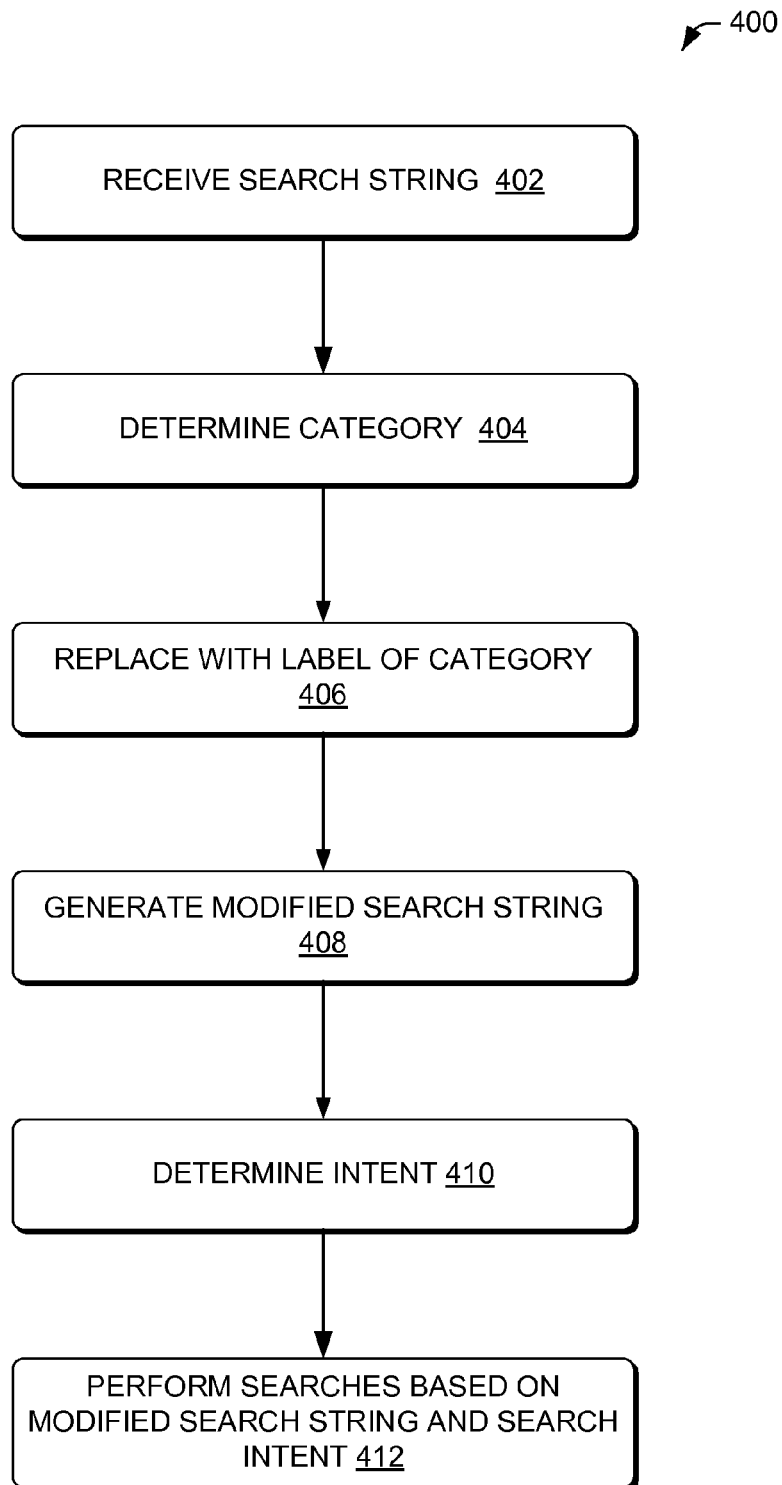 400
RECEIVE SEARCH STRING 402
DETERMINE CATEGORY 404
REPLACE WITH LABEL OF CATEGORY
406
GENERATE MODIFIED SEARCH STRING
408
DETERMINE INTENT 410
PERFORM SEARCHES BASED ON
MODIFIED SEARCH STRING AND SEARCH
INTENT 412